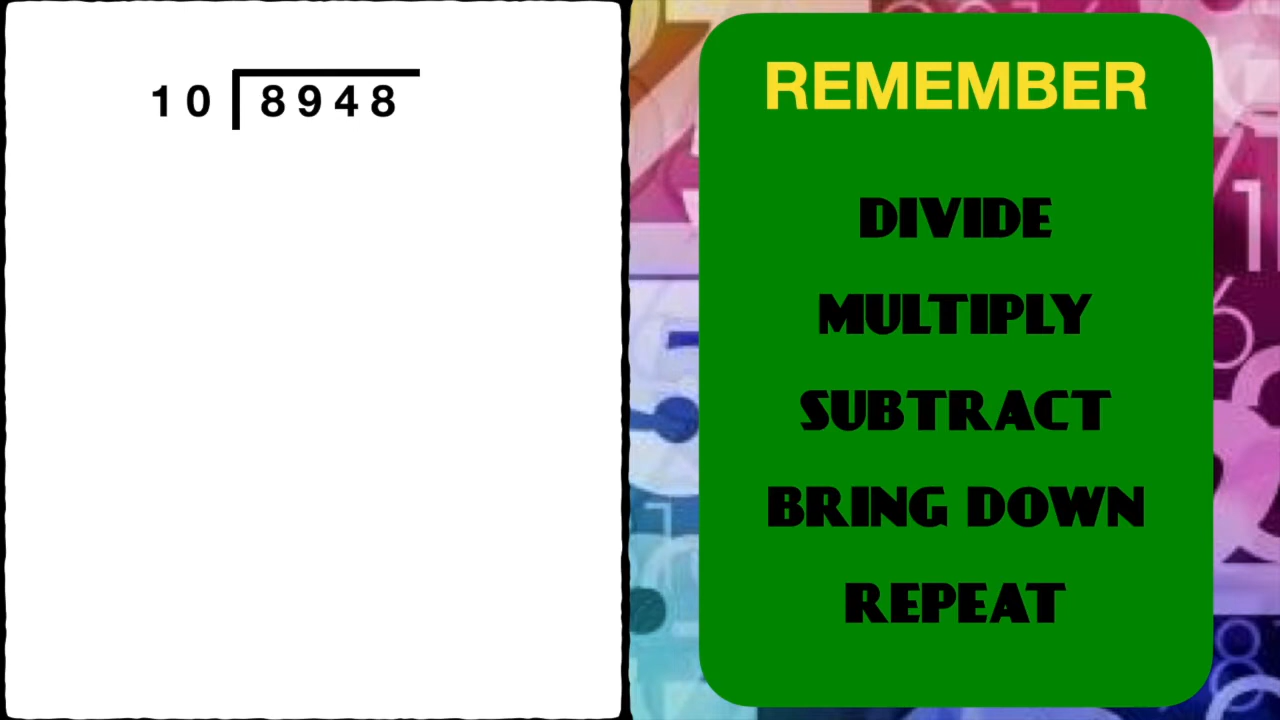 10 8948
REMEMBER
DIVIDE
MULTIPLY
SUBTRACT
BRING DOWN
REPEAT